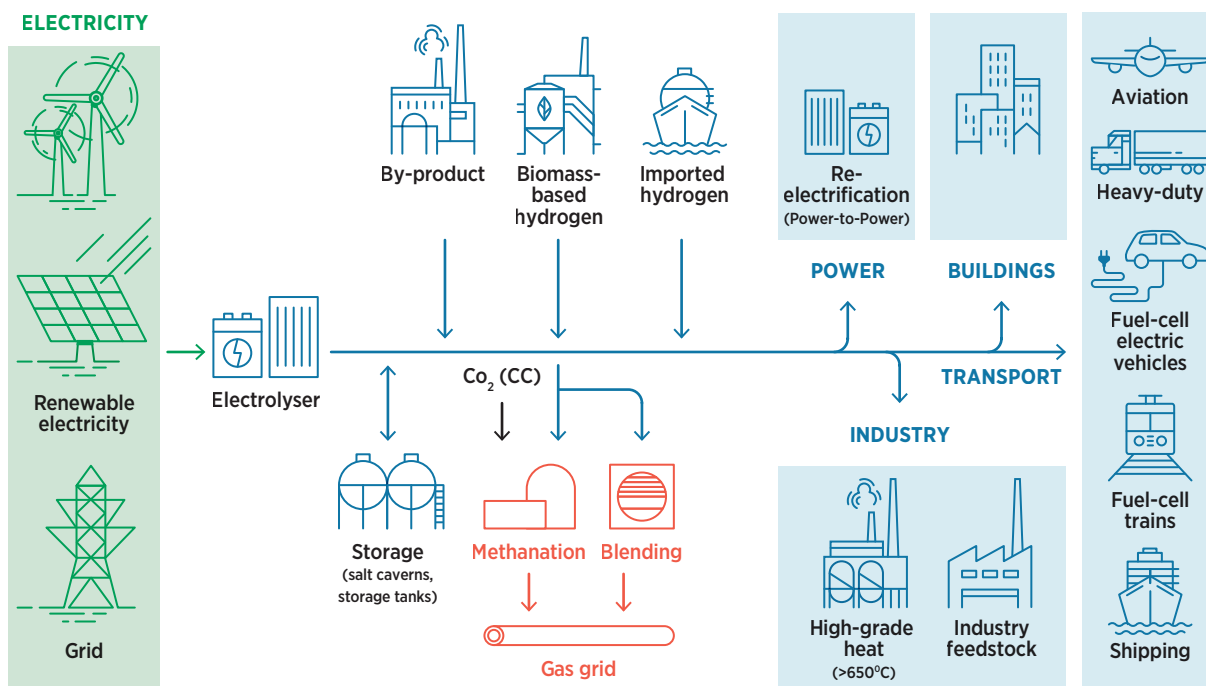 ELECTRICITY
Renewable
electricity
Grid
Electrolyser
By-product
Biomass-
based
hydrogen
Imported
hydrogen
Co₂ (CC)
Storage
(salt caverns,
storage tanks)
Methanation
Blending
Gas grid
Re-
electrification
(Power-to-Power)
POWER
BUILDINGS
TRANSPORT
INDUSTRY
High-grade
heat
(>650ºC)
Industry
feedstock
Aviation
Heavy-duty
Fuel-cell
electric
vehicles
Fuel-cell
trains
Shipping